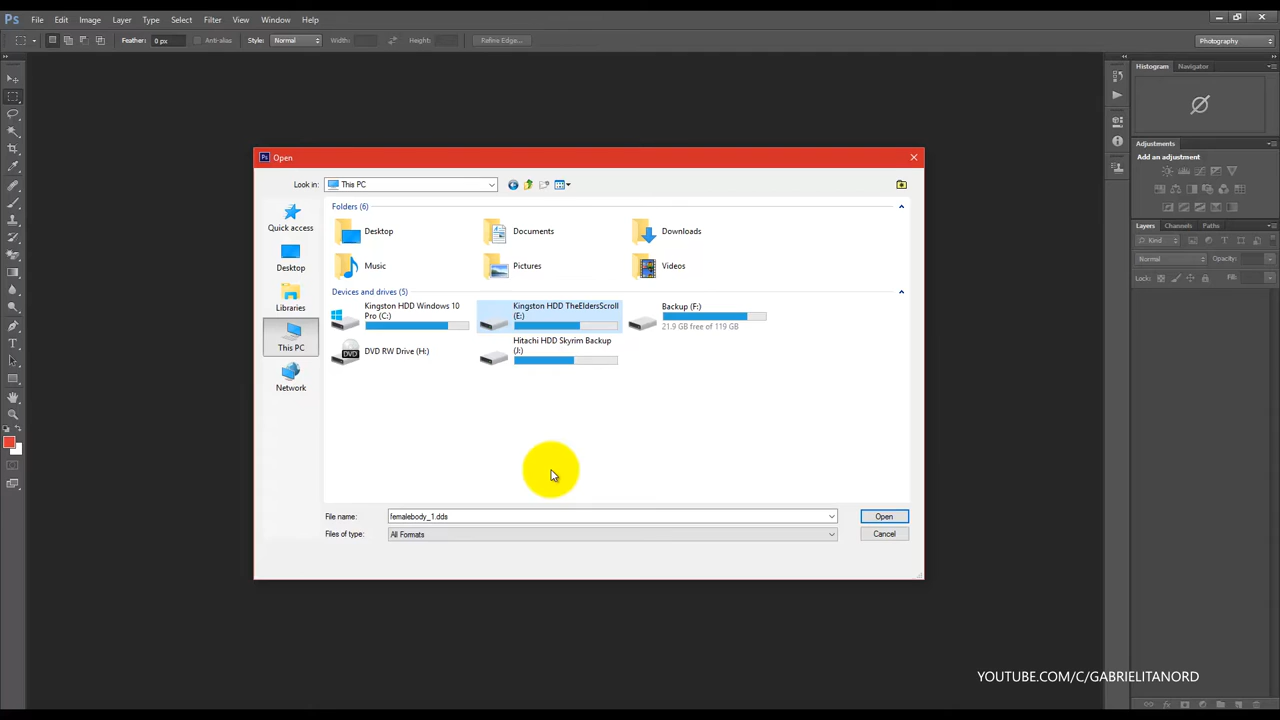 Ps File Edit Image Layer Type Select Filter View Window Help
Feather: 0 px Anti-alias Style: Normal Width: Height: Refine Edge... Photography
Histogram Navigator
Adjustments
Add an adjustment
Layers Channels Paths
Kind
Normal Opacity:
Lock: Fill:
Ps Open
Look in: This PC
Quick access
Desktop
Libraries
This PC
Network
Folders (6)
Desktop Documents Downloads
Music Pictures Videos
Devices and drives (5)
Kingston HDD Windows 10
Pro (C:)
Kingston HDD TheEldersScroll
(E:)
Backup (F:)
21.9 GB free of 119 GB
DVD RW Drive (H:)
DVD
Hitachi HDD Skyrim Backup
(J:)
File name: femalebody_1.dds Open
Files of type: All Formats Cancel
YOUTUBE.COM/C/GABRIELITANORD